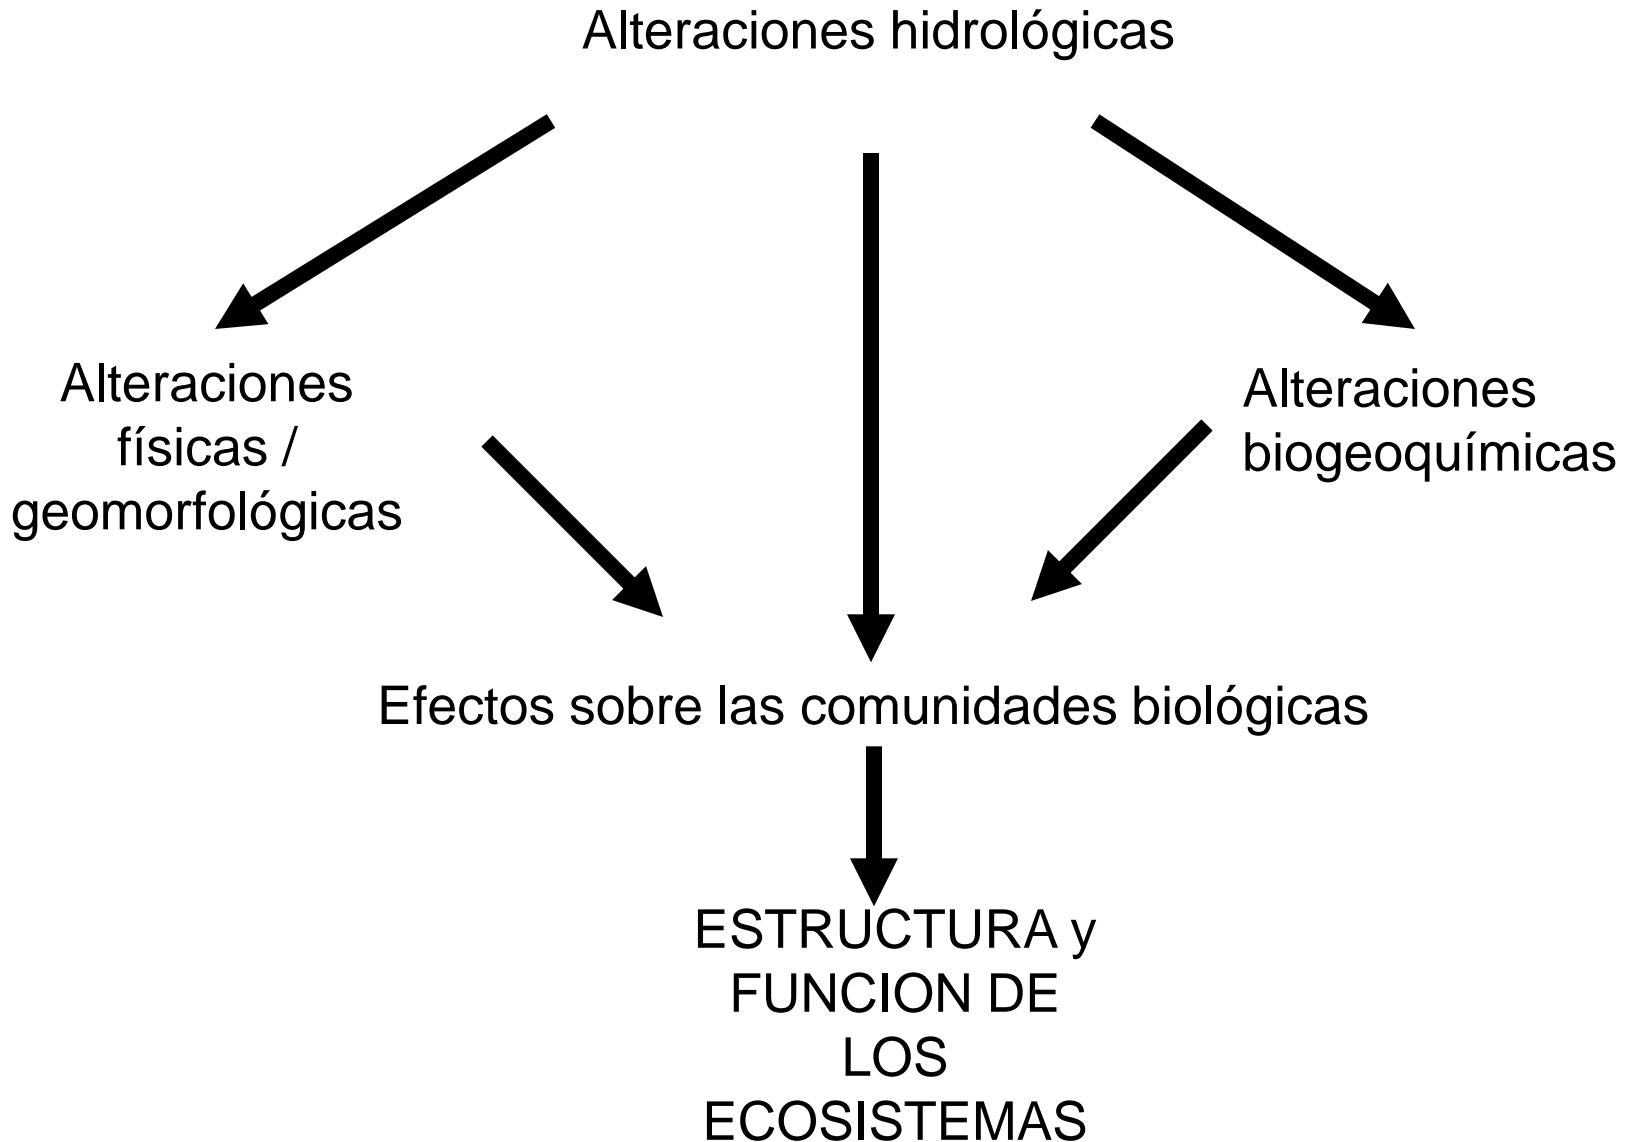 Alteraciones hidrológicas
Alteraciones
físicas /
geomorfológicas
Alteraciones
biogeoquímicas
Efectos sobre las comunidades biológicas
ESTRUCTURA y
FUNCION DE
LOS
ECOSISTEMAS